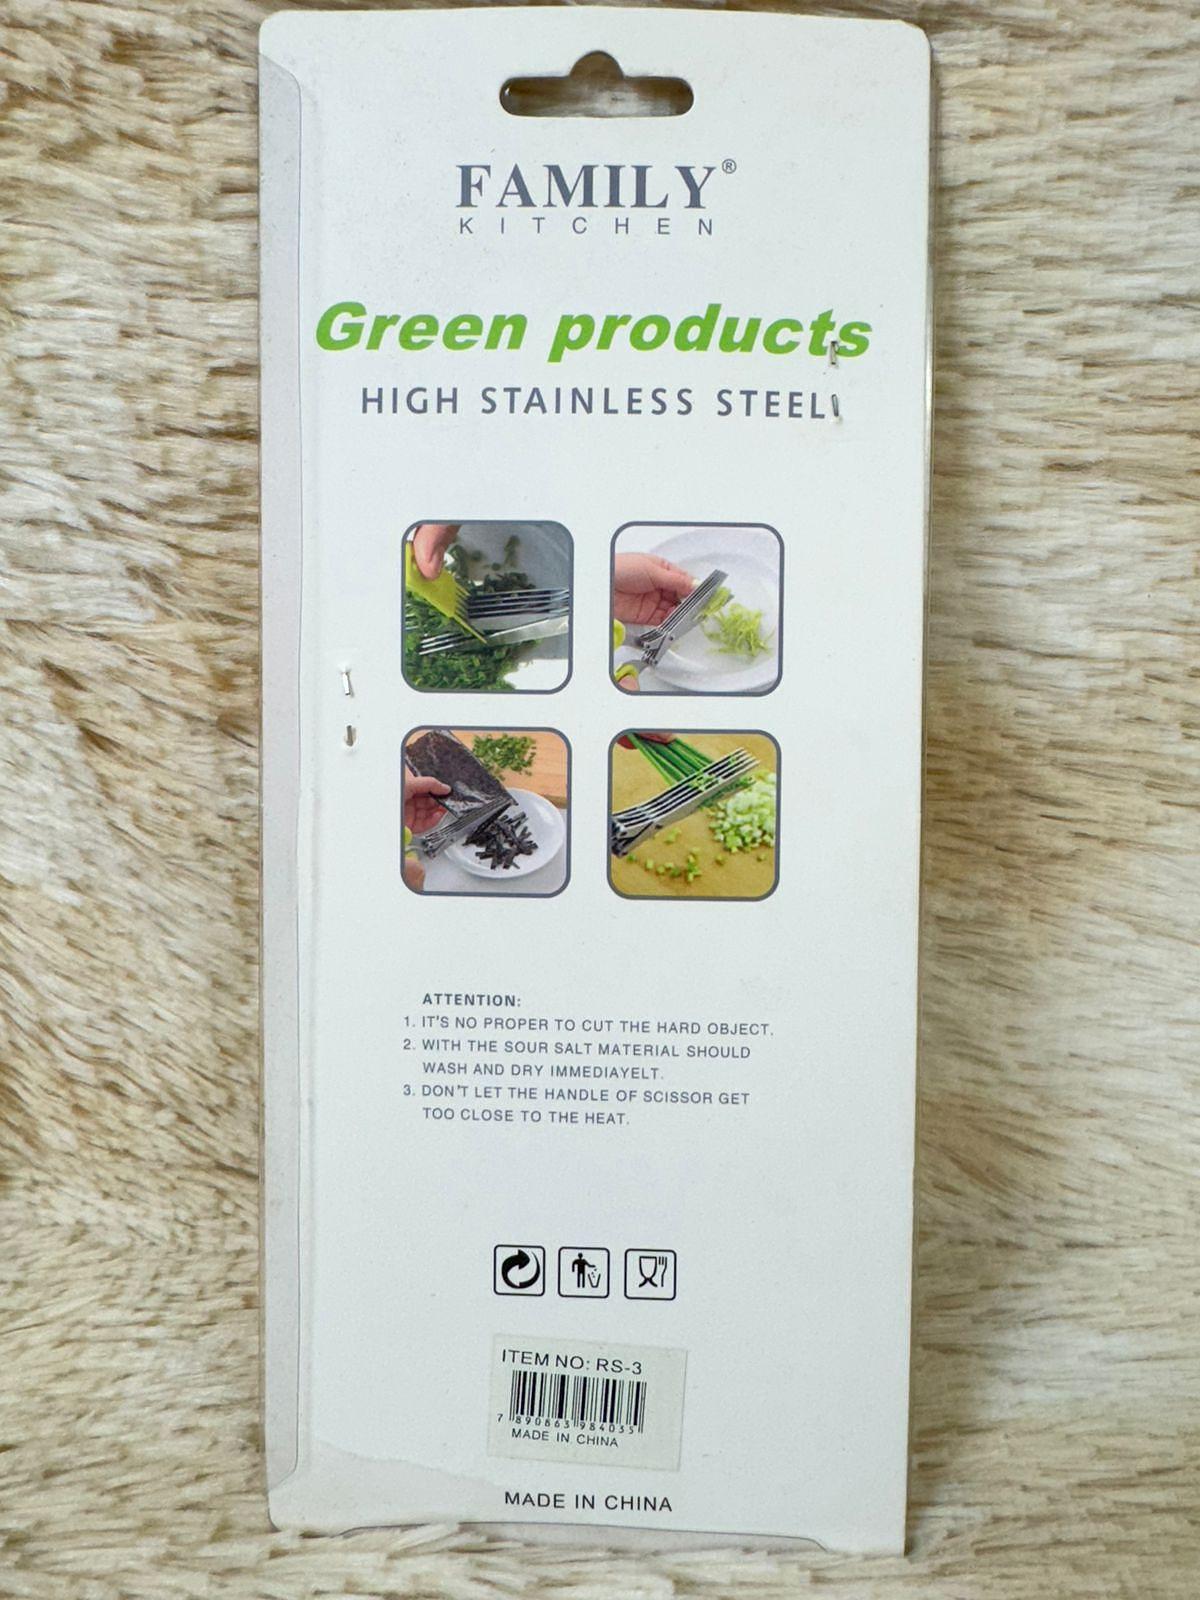 FAMILY®
KITCHEN
Green products
HIGH STAINLESS STEEL
ATTENTION:
1. IT'S NO PROPER TO CUT THE HARD OBJECT.
2. WITH THE SOUR SALT MATERIAL SHOULD
WASH AND DRY IMMEDIAYELT.
3. DON'T LET THE HANDLE OF SCISSOR GET
TOO CLOSE TO THE HEAT.
ITEM NO: RS-3
7 890863 984035
MADE IN CHINA
MADE IN CHINA